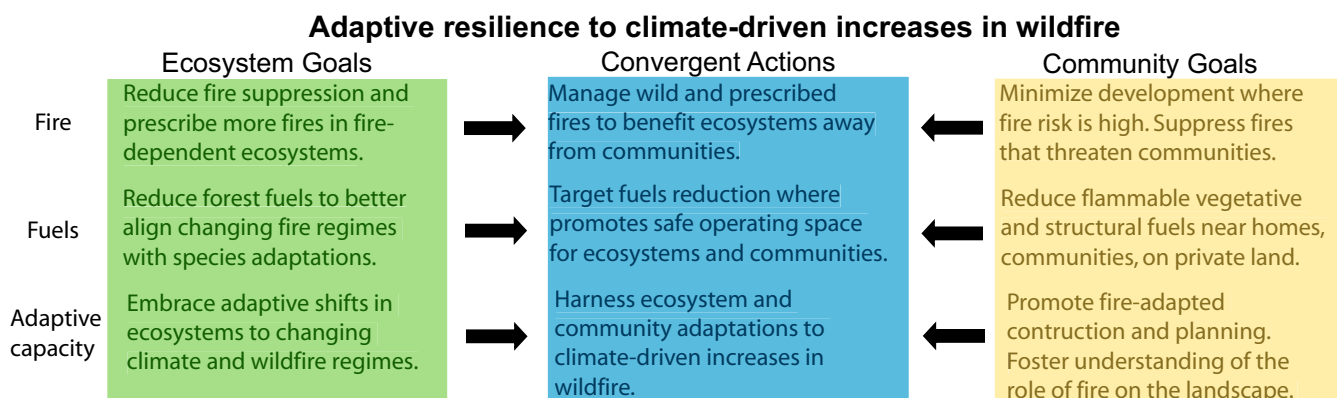 Adaptive resilience to climate-driven increases in wildfire
Ecosystem Goals
Convergent Actions
Community Goals
Fire
Reduce fire suppression and
prescribe more fires in fire-
dependent ecosystems.
Manage wild and prescribed
fires to benefit ecosystems away
from communities.
Minimize development where
fire risk is high. Suppress fires
that threaten communities.
Fuels
Reduce forest fuels to better
align changing fire regimes
with species adaptations.
Target fuels reduction where
promotes safe operating space
for ecosystems and communities.
Reduce flammable vegetative
and structural fuels near homes,
communities, on private land.
Adaptive
capacity
Embrace adaptive shifts in
ecosystems to changing
climate and wildfire regimes.
Harness ecosystem and
community adaptations to
climate-driven increases in
wildfire.
Promote fire-adapted
contruction and planning.
Foster understanding of the
role of fire on the landscape.